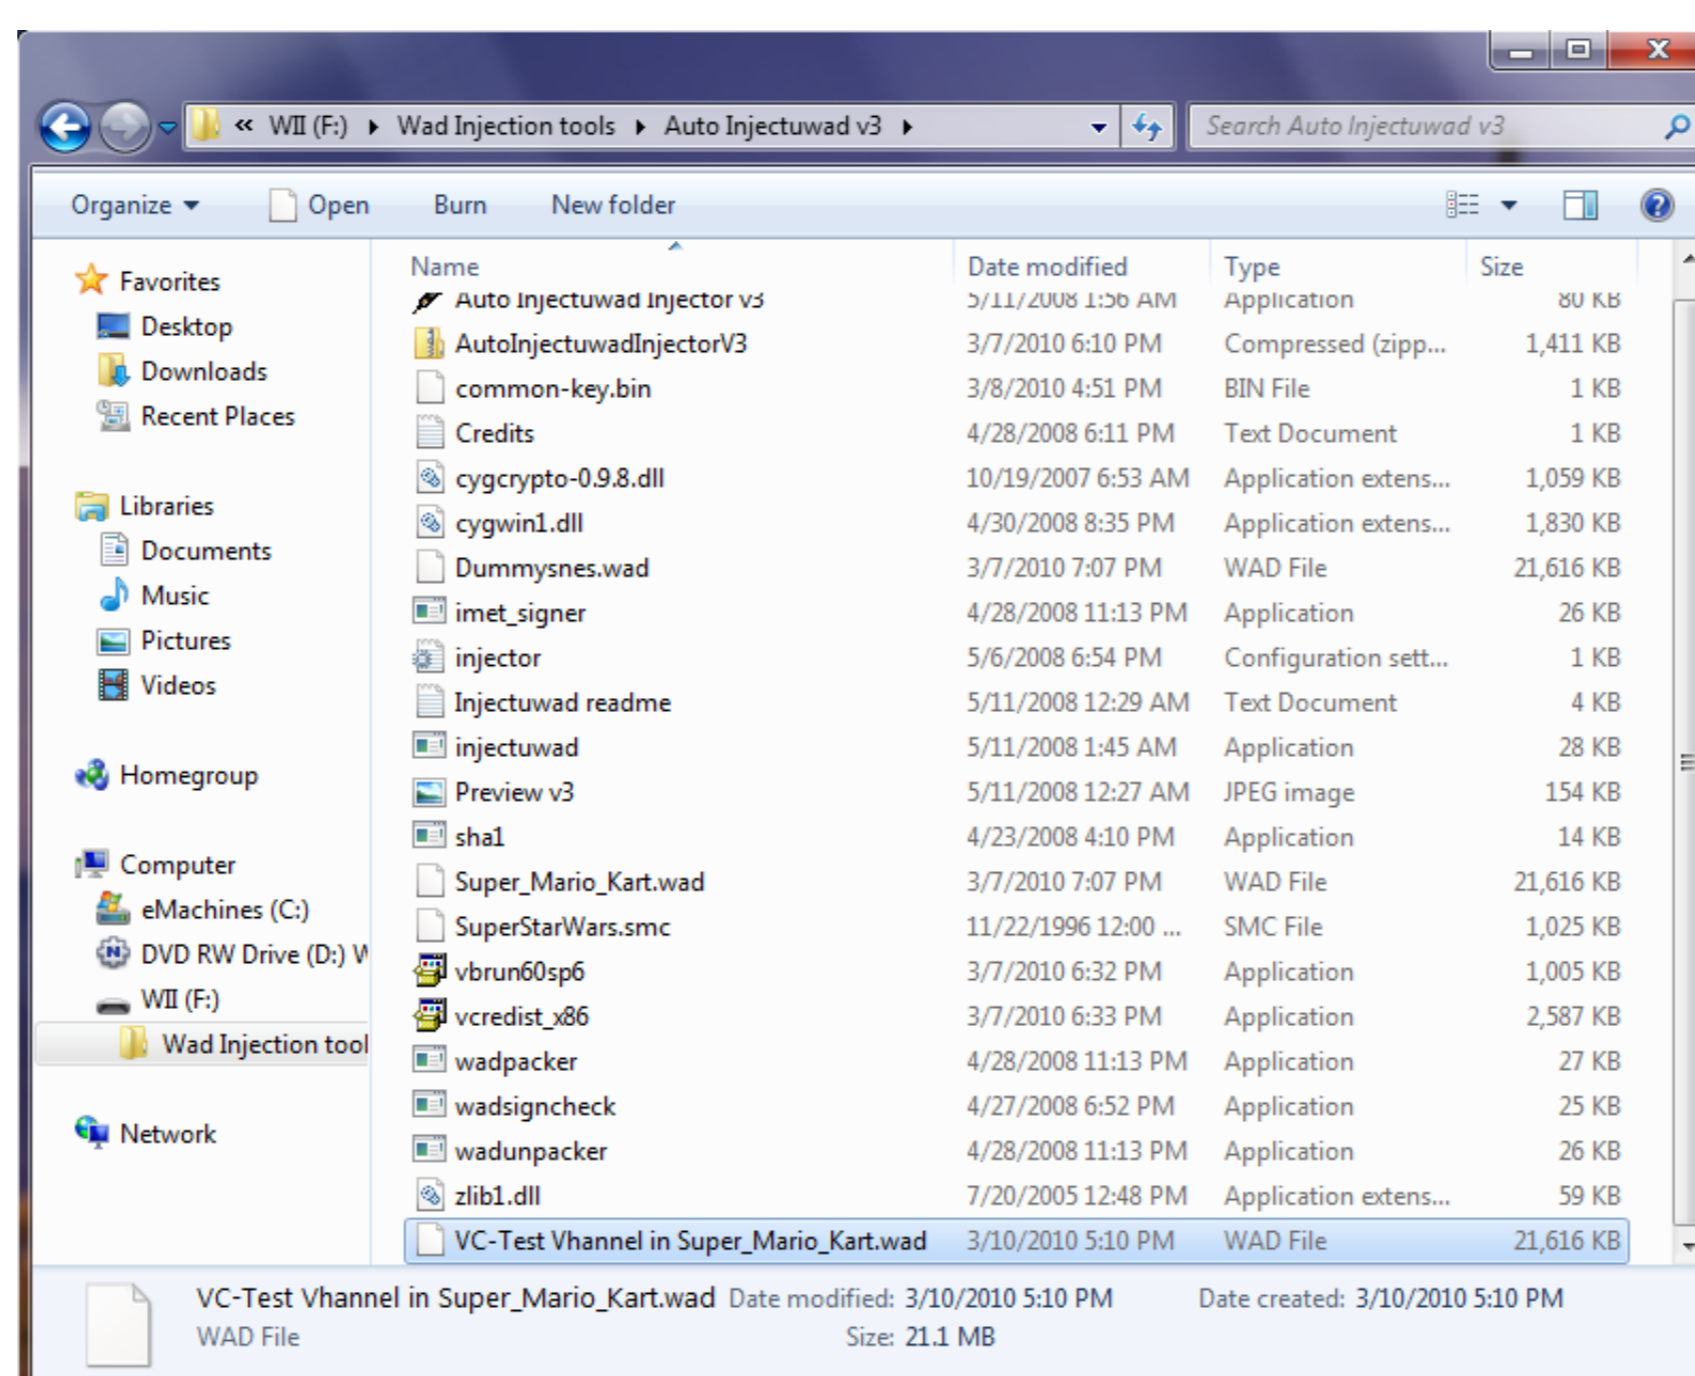 WII (F:) Wad Injection tools Auto Injectuwad v3 Search Auto Injectuwad v3
Organize Open Burn New folder
Favorites
Desktop
Downloads
Recent Places
Libraries
Documents
Music
Pictures
Videos
Homegroup
Computer
eMachines (C:)
DVD RW Drive (D:) W
WII (F:)
Wad Injection tool
Network
Name Date modified Type Size
Auto Injectuwad Injector v3 5/11/2008 1:56 AM Application 80 KB
AutoInjectuwadInjectorV3 3/7/2010 6:10 PM Compressed (zipp... 1,411 KB
common-key.bin 3/8/2010 4:51 PM BIN File 1 KB
Credits 4/28/2008 6:11 PM Text Document 1 KB
cygcrypto-0.9.8.dll 10/19/2007 6:53 AM Application extens... 1,059 KB
cygwin1.dll 4/30/2008 8:35 PM Application extens... 1,830 KB
Dummysnes.wad 3/7/2010 7:07 PM WAD File 21,616 KB
imet_signer 4/28/2008 11:13 PM Application 26 KB
injector 5/6/2008 6:54 PM Configuration sett... 1 KB
Injectuwad readme 5/11/2008 12:29 AM Text Document 4 KB
injectuwad 5/11/2008 1:45 AM Application 28 KB
Preview v3 5/11/2008 12:27 AM JPEG image 154 KB
sha1 4/23/2008 4:10 PM Application 14 KB
Super_Mario_Kart.wad 3/7/2010 7:07 PM WAD File 21,616 KB
SuperStarWars.smc 11/22/1996 12:00 ... SMC File 1,025 KB
vbrun60sp6 3/7/2010 6:32 PM Application 1,005 KB
vcredist_x86 3/7/2010 6:33 PM Application 2,587 KB
wadpacker 4/28/2008 11:13 PM Application 27 KB
wadsigncheck 4/27/2008 6:52 PM Application 25 KB
wadunpacker 4/28/2008 11:13 PM Application 26 KB
zlib1.dll 7/20/2005 12:48 PM Application extens... 59 KB
VC-Test Vhannel in Super_Mario_Kart.wad 3/10/2010 5:10 PM WAD File 21,616 KB
VC-Test Vhannel in Super_Mario_Kart.wad Date modified: 3/10/2010 5:10 PM Date created: 3/10/2010 5:10 PM
WAD File Size: 21.1 MB